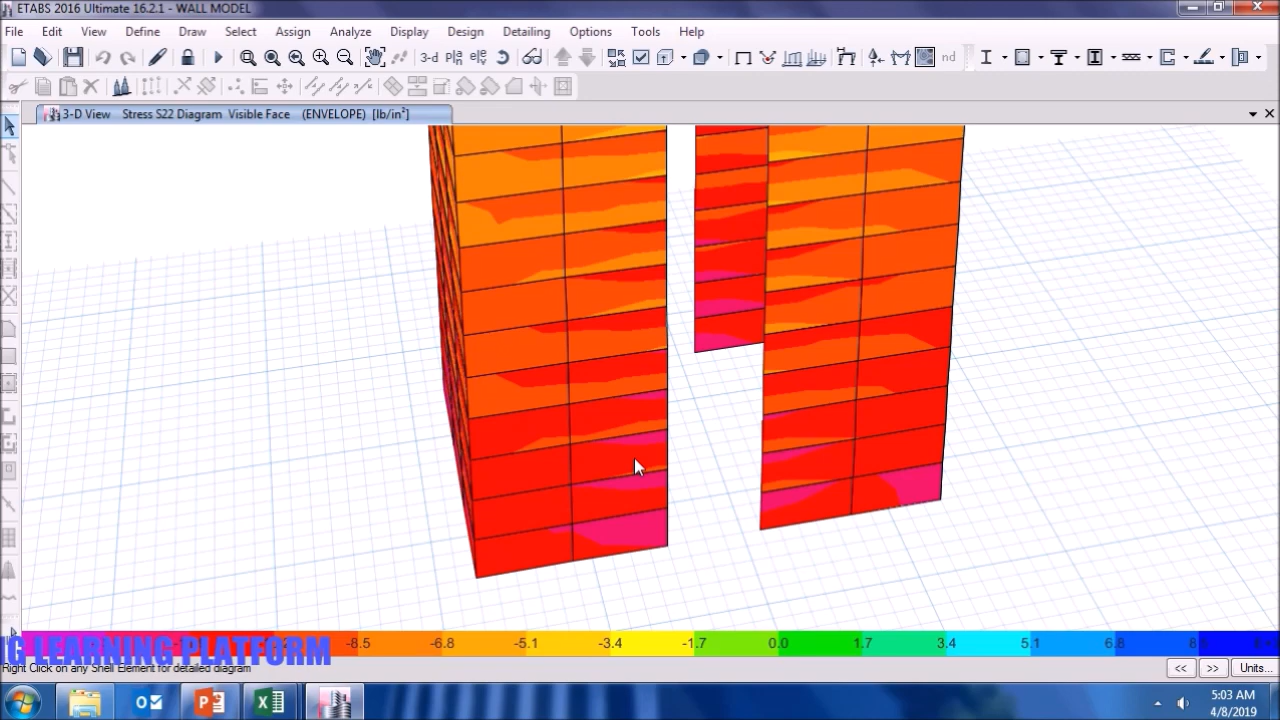 ETABS 2016 Ultimate 16.2.1 - WALL MODEL
File Edit View Define Draw Select Assign Analyze Display Design Detailing Options Tools Help
3-d nd
3-D View Stress S22 Diagram Visible Face (ENVELOPE) [lb/in²]
-8.5 -6.8 -5.1 -3.4 -1.7 0.0 1.7 3.4 5.1 6.8
G LEARNING PLATFORM
Right Click on any Shell Element for detailed diagram
<< >> Units...
5:03 AM
4/8/2019